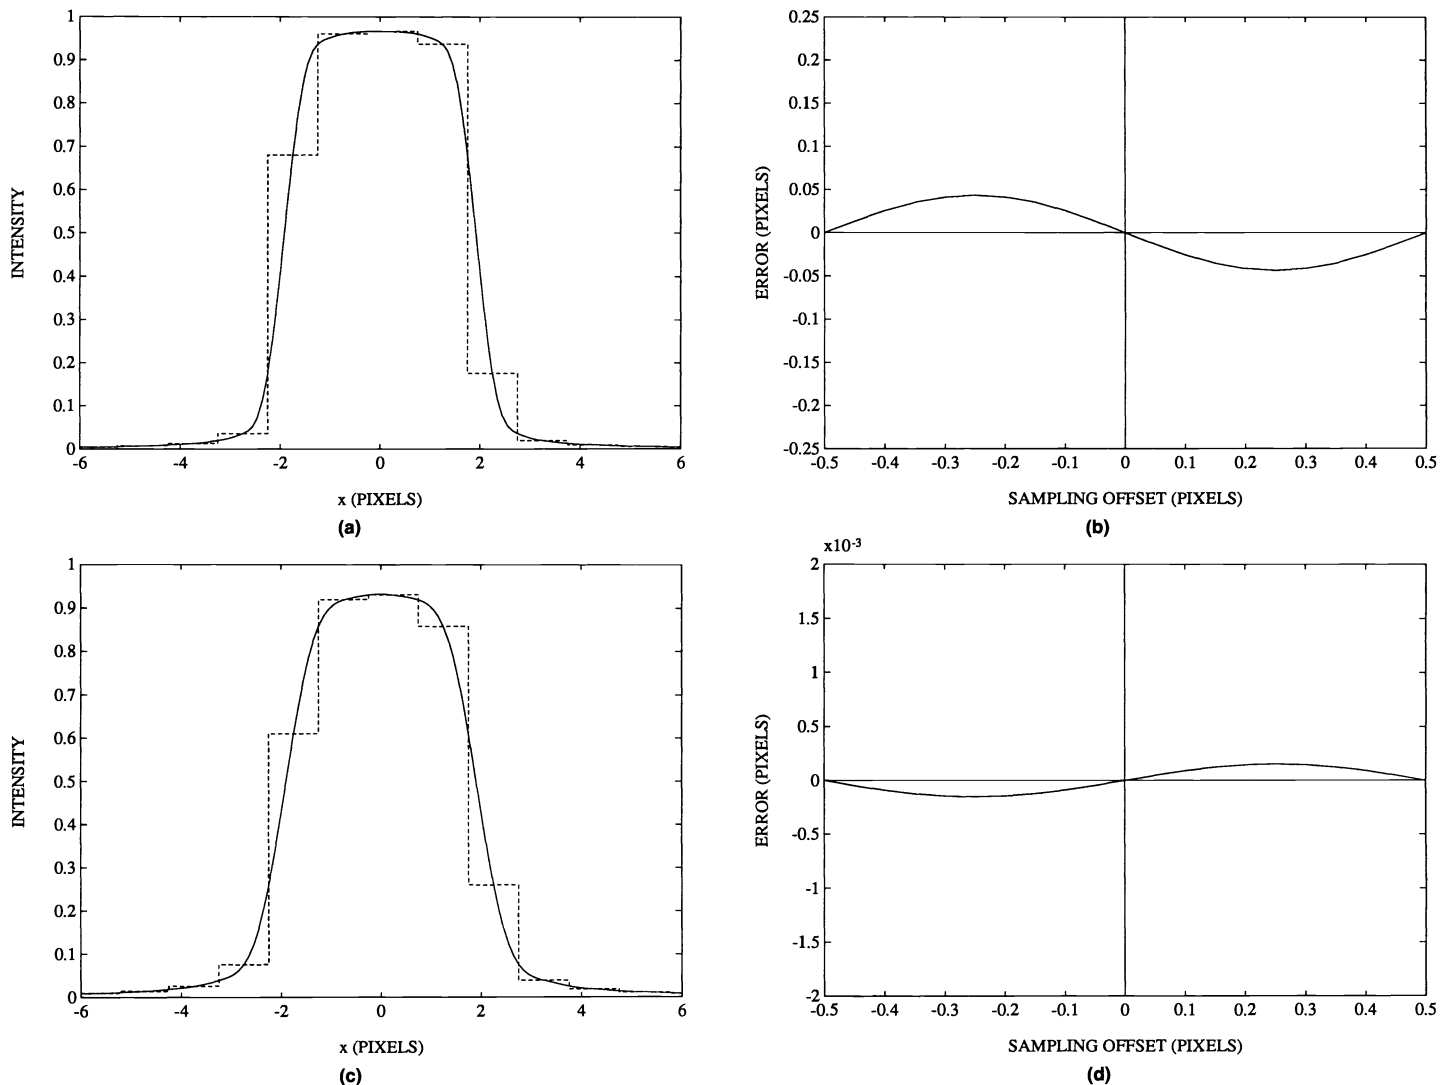 1
0.9
0.8
0.7
0.6
0.5
0.4
0.3
0.2
0.1
0
INTENSITY
-6 -4 -2 0 2 4 6
x (PIXELS)
(a)
0.25
0.2
0.15
0.1
0.05
0
-0.05
-0.1
-0.15
-0.2
-0.25
ERROR (PIXELS)
-0.5 -0.4 -0.3 -0.2 -0.1 0 0.1 0.2 0.3 0.4 0.5
SAMPLING OFFSET (PIXELS)
(b)
1
0.9
0.8
0.7
0.6
0.5
0.4
0.3
0.2
0.1
0
INTENSITY
-6 -4 -2 0 2 4 6
x (PIXELS)
(c)
x10-3
2
1.5
1
0.5
0
-0.5
-1
-1.5
-2
ERROR (PIXELS)
-0.5 -0.4 -0.3 -0.2 -0.1 0 0.1 0.2 0.3 0.4 0.5
SAMPLING OFFSET (PIXELS)
(d)